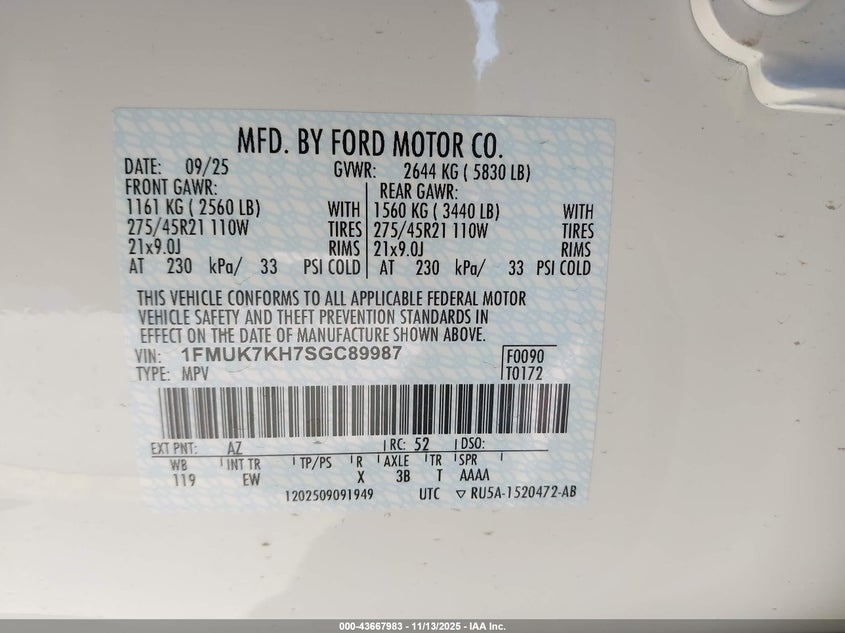 MFD. BY FORD MOTOR CO.
DATE: 09/25 GVWR: 2644 KG ( 5830 LB)
FRONT GAWR: REAR GAWR:
1161 KG ( 2560 LB) WITH 1560 KG ( 3440 LB) WITH
275/45R21 110W TIRES 275/45R21 110W TIRES
21x9.0J RIMS 21x9.0J RIMS
AT 230 kPa/ 33 PSI COLD AT 230 kPa/ 33 PSI COLD
THIS VEHICLE CONFORMS TO ALL APPLICABLE FEDERAL MOTOR
VEHICLE SAFETY AND THEFT PREVENTION STANDARDS IN
EFFECT ON THE DATE OF MANUFACTURE SHOWN ABOVE.
VIN: 1FMUK7KH7SGC89987 F0090
TYPE: MPV T0172
EXT PNT: AZ RC: 52 DSO:
WB INT TR TP/PS R AXLE TR SPR
119 EW X 3B T AAAA
1202509091949 UTC ▽ RU5A-1520472-AB
000-43667983 - 11/13/2025 - IAA Inc.